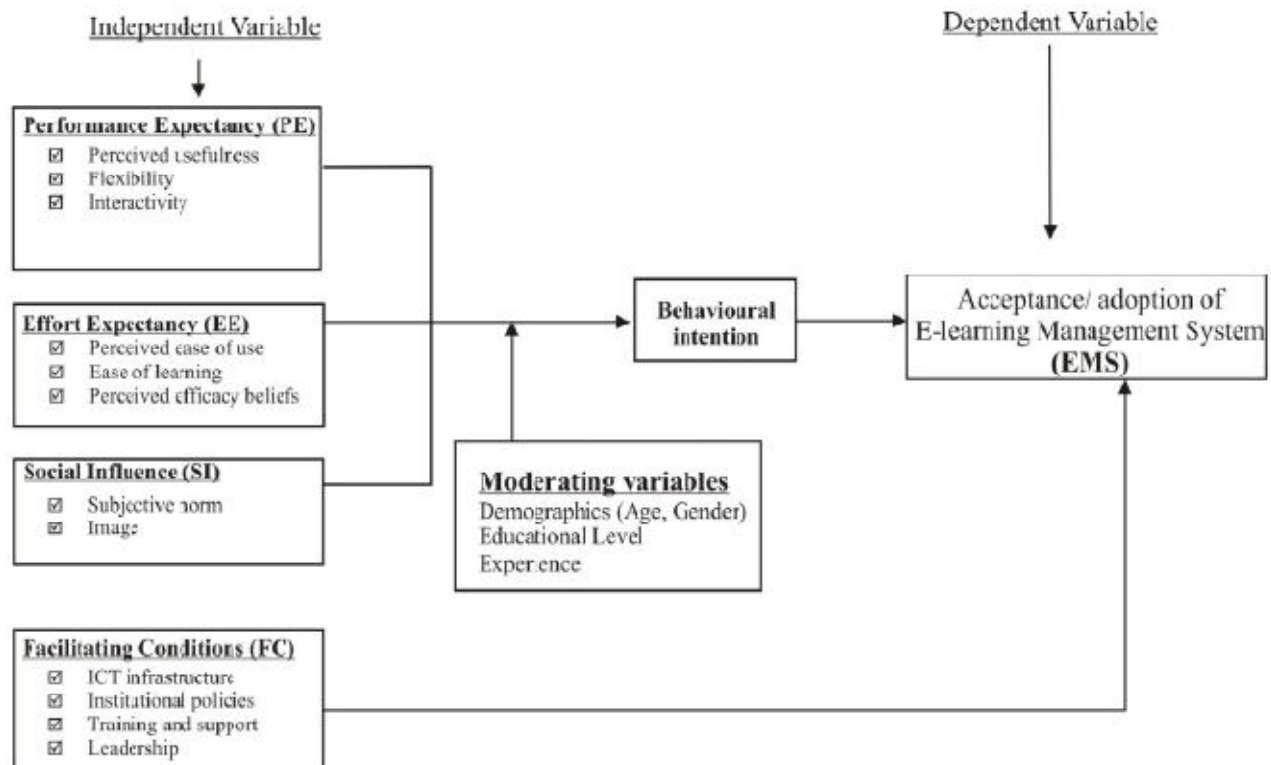 Independent Variable
Dependent Variable
Performance Expectancy (PE)
☑ Perceived usefulness
☑ Flexibility
☑ Interactivity
Effort Expectancy (EE)
☑ Perceived ease of use
☑ Ease of learning
☑ Perceived efficacy beliefs
Social Influence (SI)
☑ Subjective norm
☑ Image
Facilitating Conditions (FC)
☑ ICT infrastructure
☑ Institutional policies
☑ Training and support
☑ Leadership
Moderating variables
Demographics (Age, Gender)
Educational Level
Experience
Behavioural
intention
Acceptance/ adoption of
E-learning Management System
(EMS)